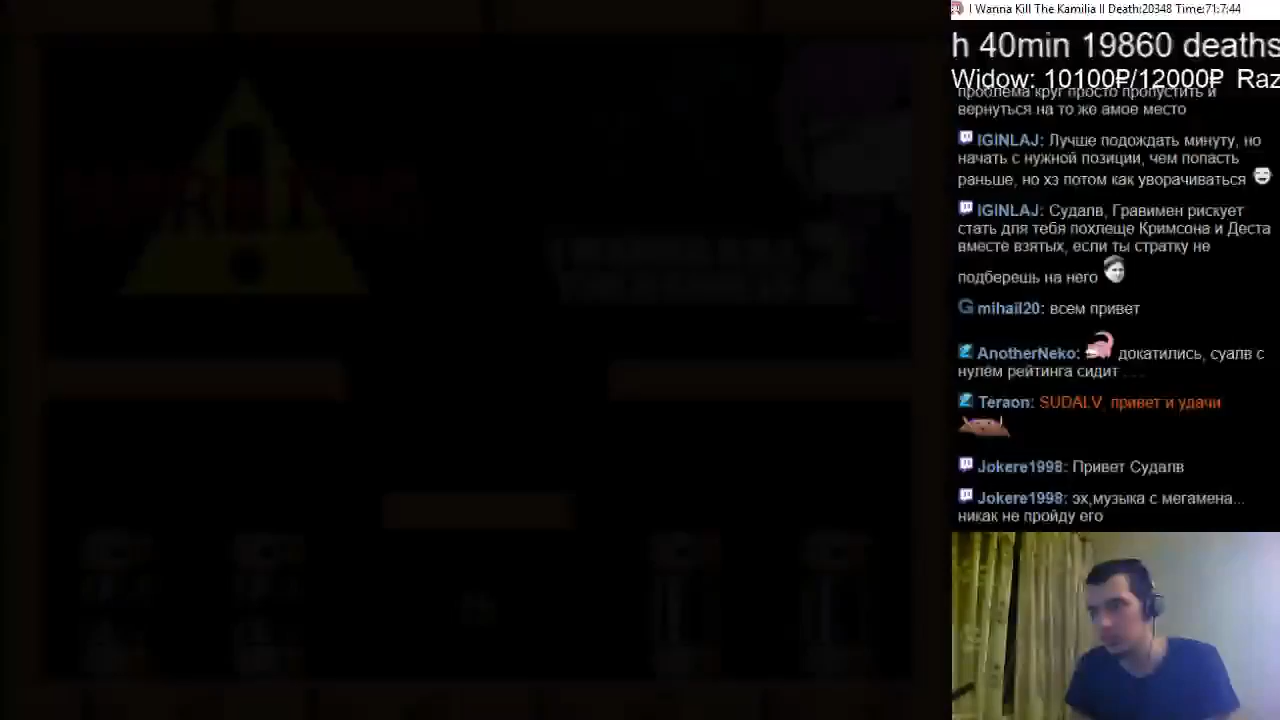 I Wanna Kill The Kamilia II Death:20348 Time:71:7:44
h 40min 19860 deaths
Widow: 10100₽/12000₽ Raz
проблема круг просто пропустить и
вернуться на то же амое место
IGINLAJ: Лучше подождать минуту, но
начать с нужной позиции, чем попасть
раньше, но хз потом как уворачиваться
IGINLAJ: Судалв, Гравимен рискует
стать для тебя похлеще Кримсона и Деста
вместе взятых, если ты стратку не
подберешь на него
mihail20: всем привет
AnotherNeko: докатились, суалв с
нулём рейтинга сидит . . .
Teraon: SUDALV, привет и удачи
Jokere1998: Привет Судалв
Jokere1998: эх,музыка с мегамена...
никак не пройду его